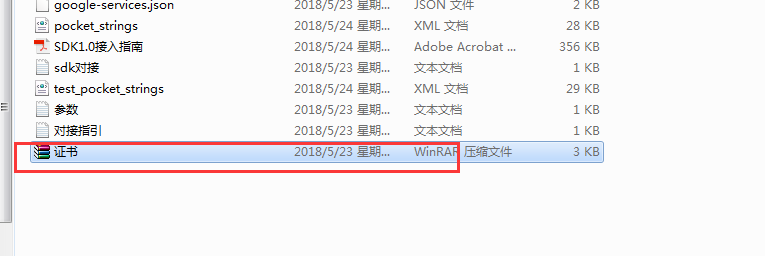 google-services.json 2018/5/23 星期... JSON 文件 2 KB
pocket_strings 2018/5/24 星期... XML 文档 28 KB
SDK1.0接入指南 2018/5/24 星期... Adobe Acrobat ... 356 KB
sdk对接 2018/5/23 星期... 文本文档 1 KB
test_pocket_strings 2018/5/24 星期... XML 文档 29 KB
参数 2018/5/23 星期... 文本文档 1 KB
对接指引 2018/5/23 星期... 文本文档 1 KB
证书 2018/5/23 星期... WinRAR 压缩文件 3 KB